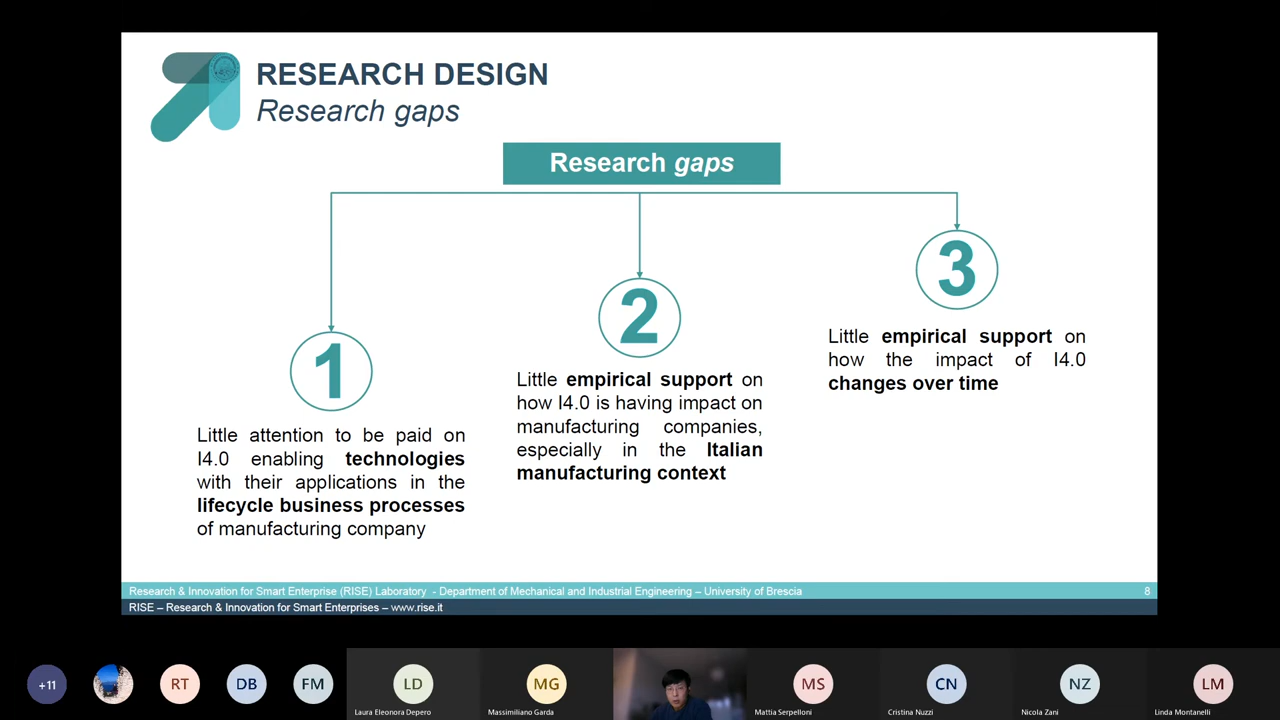 RESEARCH DESIGN
Research gaps
Research gaps
1
Little attention to be paid on
I4.0 enabling technologies
with their applications in the
lifecycle business processes
of manufacturing company
2
Little empirical support on
how I4.0 is having impact on
manufacturing companies,
especially in the Italian
manufacturing context
3
Little empirical support on
how the impact of I4.0
changes over time
Research & Innovation for Smart Enterprise (RISE) Laboratory - Department of Mechanical and Industrial Engineering – University of Brescia
8
RISE – Research & Innovation for Smart Enterprises – www.rise.it
+11
RT
DB
FM
LD
Laura Eleonora Depero
MG
Massimiliano Garda
MS
Mattia Serpelloni
CN
Cristina Nuzzi
NZ
Nicola Zani
LM
Linda Montanelli